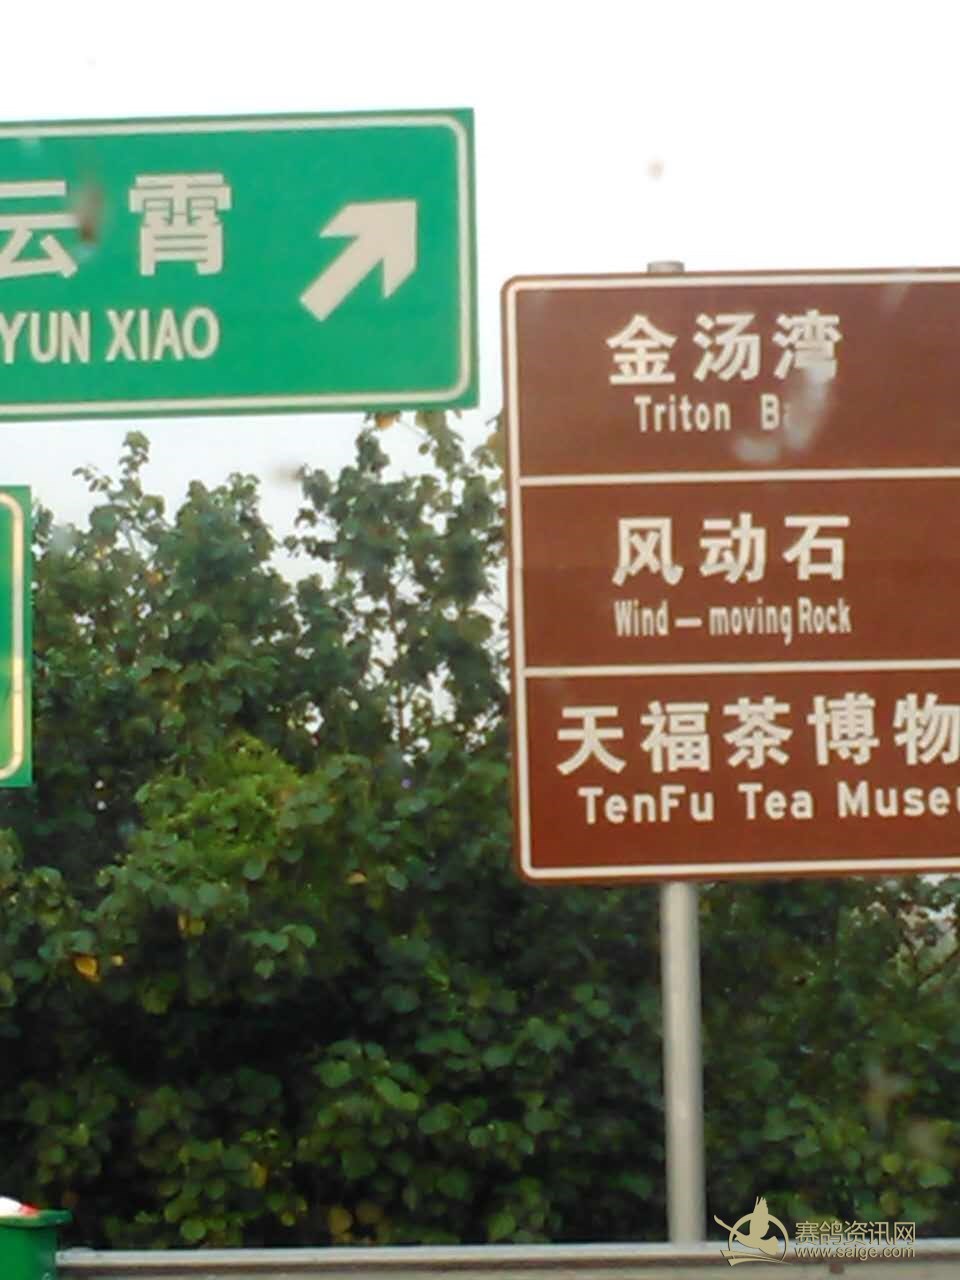 云霄
YUN XIAO
金汤湾
Triton
风动石
Wind — moving Rock
天福茶博物
TenFu Tea Museu
赛鸽资讯网
www.saige.com